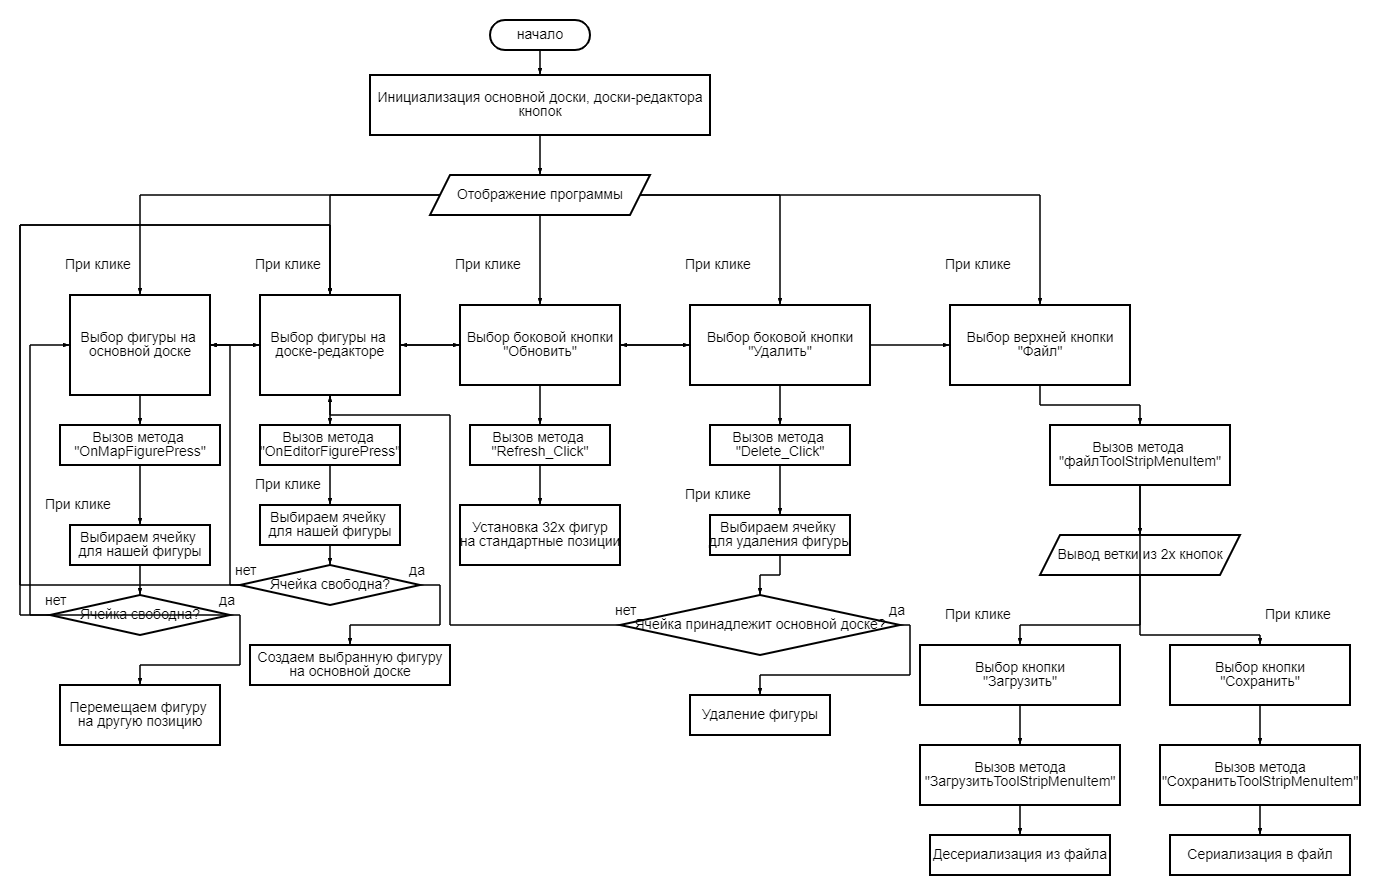 начало
Инициализация основной доски, доски-редактора
кнопок
Отображение программы
При клике
При клике
При клике
При клике
При клике
Выбор фигуры на
основной доске
Выбор фигуры на
доске-редакторе
Выбор боковой кнопки
"Обновить"
Выбор боковой кнопки
"Удалить"
Выбор верхней кнопки
"Файл"
Вызов метода
"OnMapFigurePress"
Вызов метода
"OnEditorFigurePress"
Вызов метода
"Refresh_Click"
Вызов метода
"Delete_Click"
Вызов метода
"файлToolStripMenuItem"
При клике
При клике
При клике
Выбираем ячейку
для нашей фигуры
Выбираем ячейку
для нашей фигуры
Установка 32х фигур
на стандартные позиции
Выбираем ячейку
для удаления фигуры
Вывод ветки из 2х кнопок
нет
Ячейка свободна?
да
нет
Ячейка свободна?
да
нет
Ячейка принадлежит основной доске?
да
При клике
При клике
Создаем выбранную фигуру
на основной доске
Перемещаем фигуру
на другую позицию
Удаление фигуры
Выбор кнопки
"Загрузить"
Выбор кнопки
"Сохранить"
Вызов метода
"ЗагрузитьToolStripMenuItem"
Вызов метода
"СохранитьToolStripMenuItem"
Десериализация из файла
Сериализация в файл